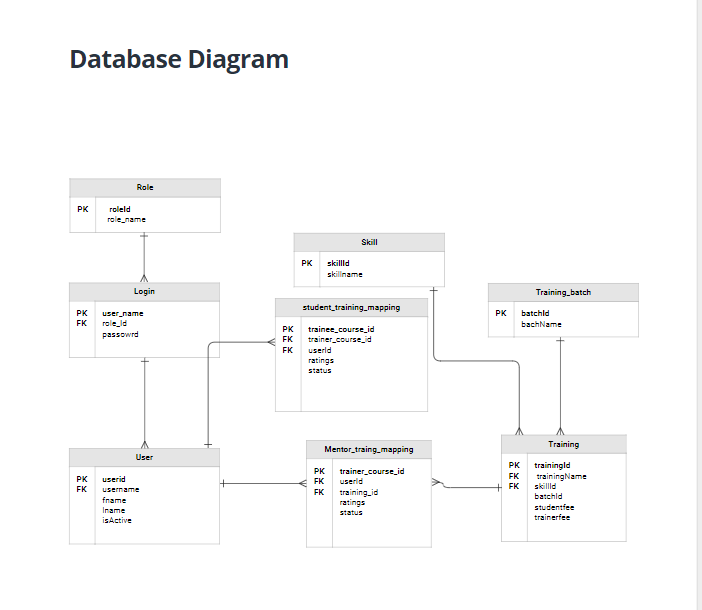 Database Diagram
Role
PK roleId
role_name
Login
PK user_name
FK role_Id
passowrd
User
PK userid
FK username
fname
lname
isActive
Skill
PK skillId
skillname
student_training_mapping
PK trainee_course_id
FK trainer_course_id
FK userId
ratings
status
Mentor_traing_mapping
PK trainer_course_id
FK userId
FK training_id
ratings
status
Training_batch
PK batchId
bachName
Training
PK trainingId
FK trainingName
FK skillId
batchId
studentfee
trainerfee